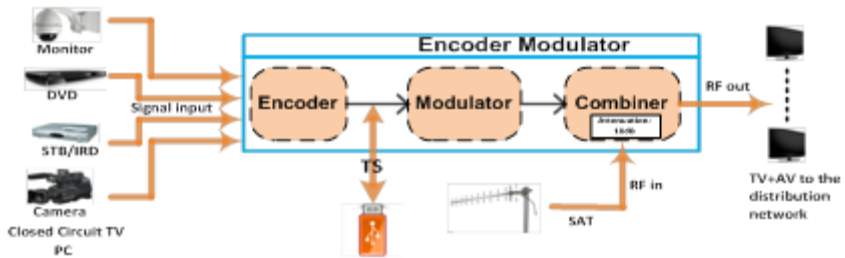 Monitor
DVD
Signal input
STB/IRD
Camera
Closed Circuit TV
PC
Encoder Modulator
Encoder
Modulator
Combiner
Attenuation:
TS
SAT
RF in
RF out
TV+AV to the
distribution
network